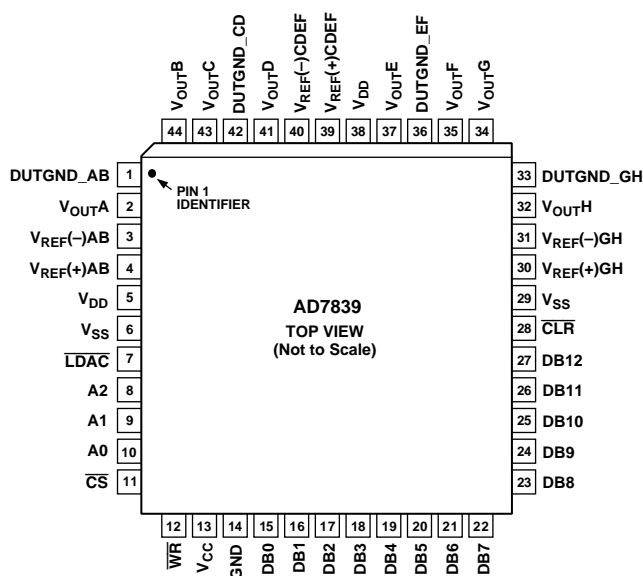 VOUTB
VOUTC
DUTGND_CD
VOUTD
VREF(–)CDEF
VREF(+)CDEF
VDD
VOUTE
DUTGND_EF
VOUTF
VOUTG
44 43 42 41 40 39 38 37 36 35 34
DUTGND_AB 1
VOUTA 2
VREF(–)AB 3
VREF(+)AB 4
VDD 5
VSS 6
LDAC 7
A2 8
A1 9
A0 10
CS 11
PIN 1
IDENTIFIER
AD7839
TOP VIEW
(Not to Scale)
33 DUTGND_GH
32 VOUTH
31 VREF(–)GH
30 VREF(+)GH
29 VSS
28 CLR
27 DB12
26 DB11
25 DB10
24 DB9
23 DB8
12 13 14 15 16 17 18 19 20 21 22
WR
VCC
GND
DB0
DB1
DB2
DB3
DB4
DB5
DB6
DB7